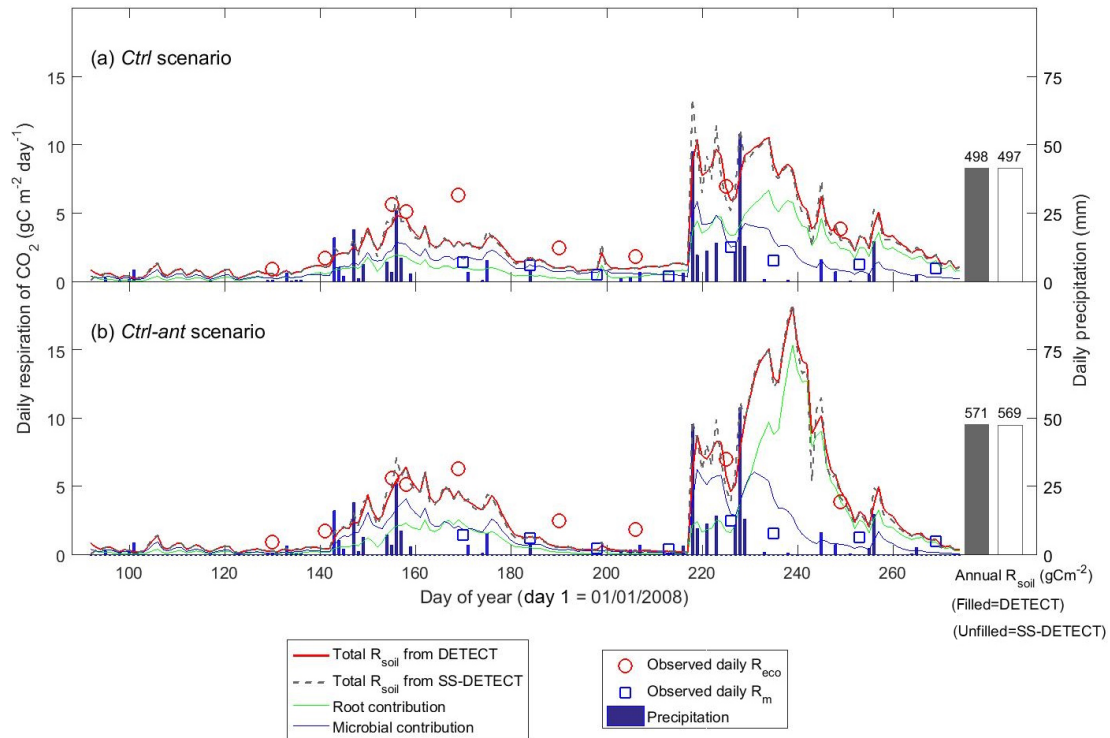 (a) Ctrl scenario
15
10
5
0
75
50
25
0
498 497
(b) Ctrl-ant scenario
15
10
5
0
75
50
25
0
571 569
Daily respiration of CO2 (gC m-2 day-1)
Daily precipitation (mm)
100 120 140 160 180 200 220 240 260
Day of year (day 1 = 01/01/2008)
Annual Rsoil (gCm-2)
(Filled=DETECT)
(Unfilled=SS-DETECT)
Total Rsoil from DETECT
Total Rsoil from SS-DETECT
Root contribution
Microbial contribution
Observed daily Reco
Observed daily Rm
Precipitation